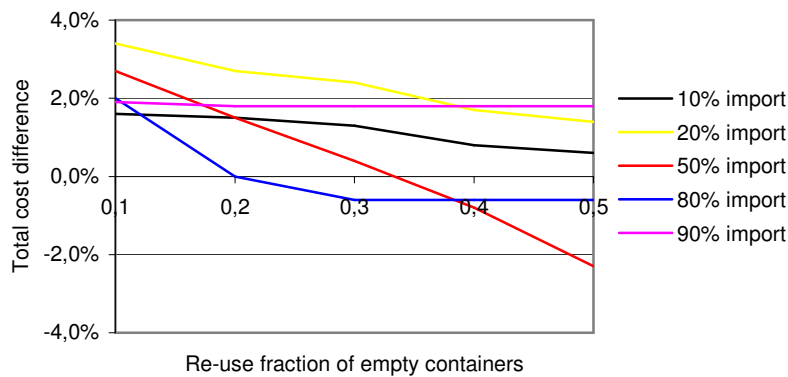 4,0%
2,0%
0,0%
-2,0%
-4,0%
Total cost difference
0,1
0,2
0,3
0,4
0,5
Re-use fraction of empty containers
10% import
20% import
50% import
80% import
90% import